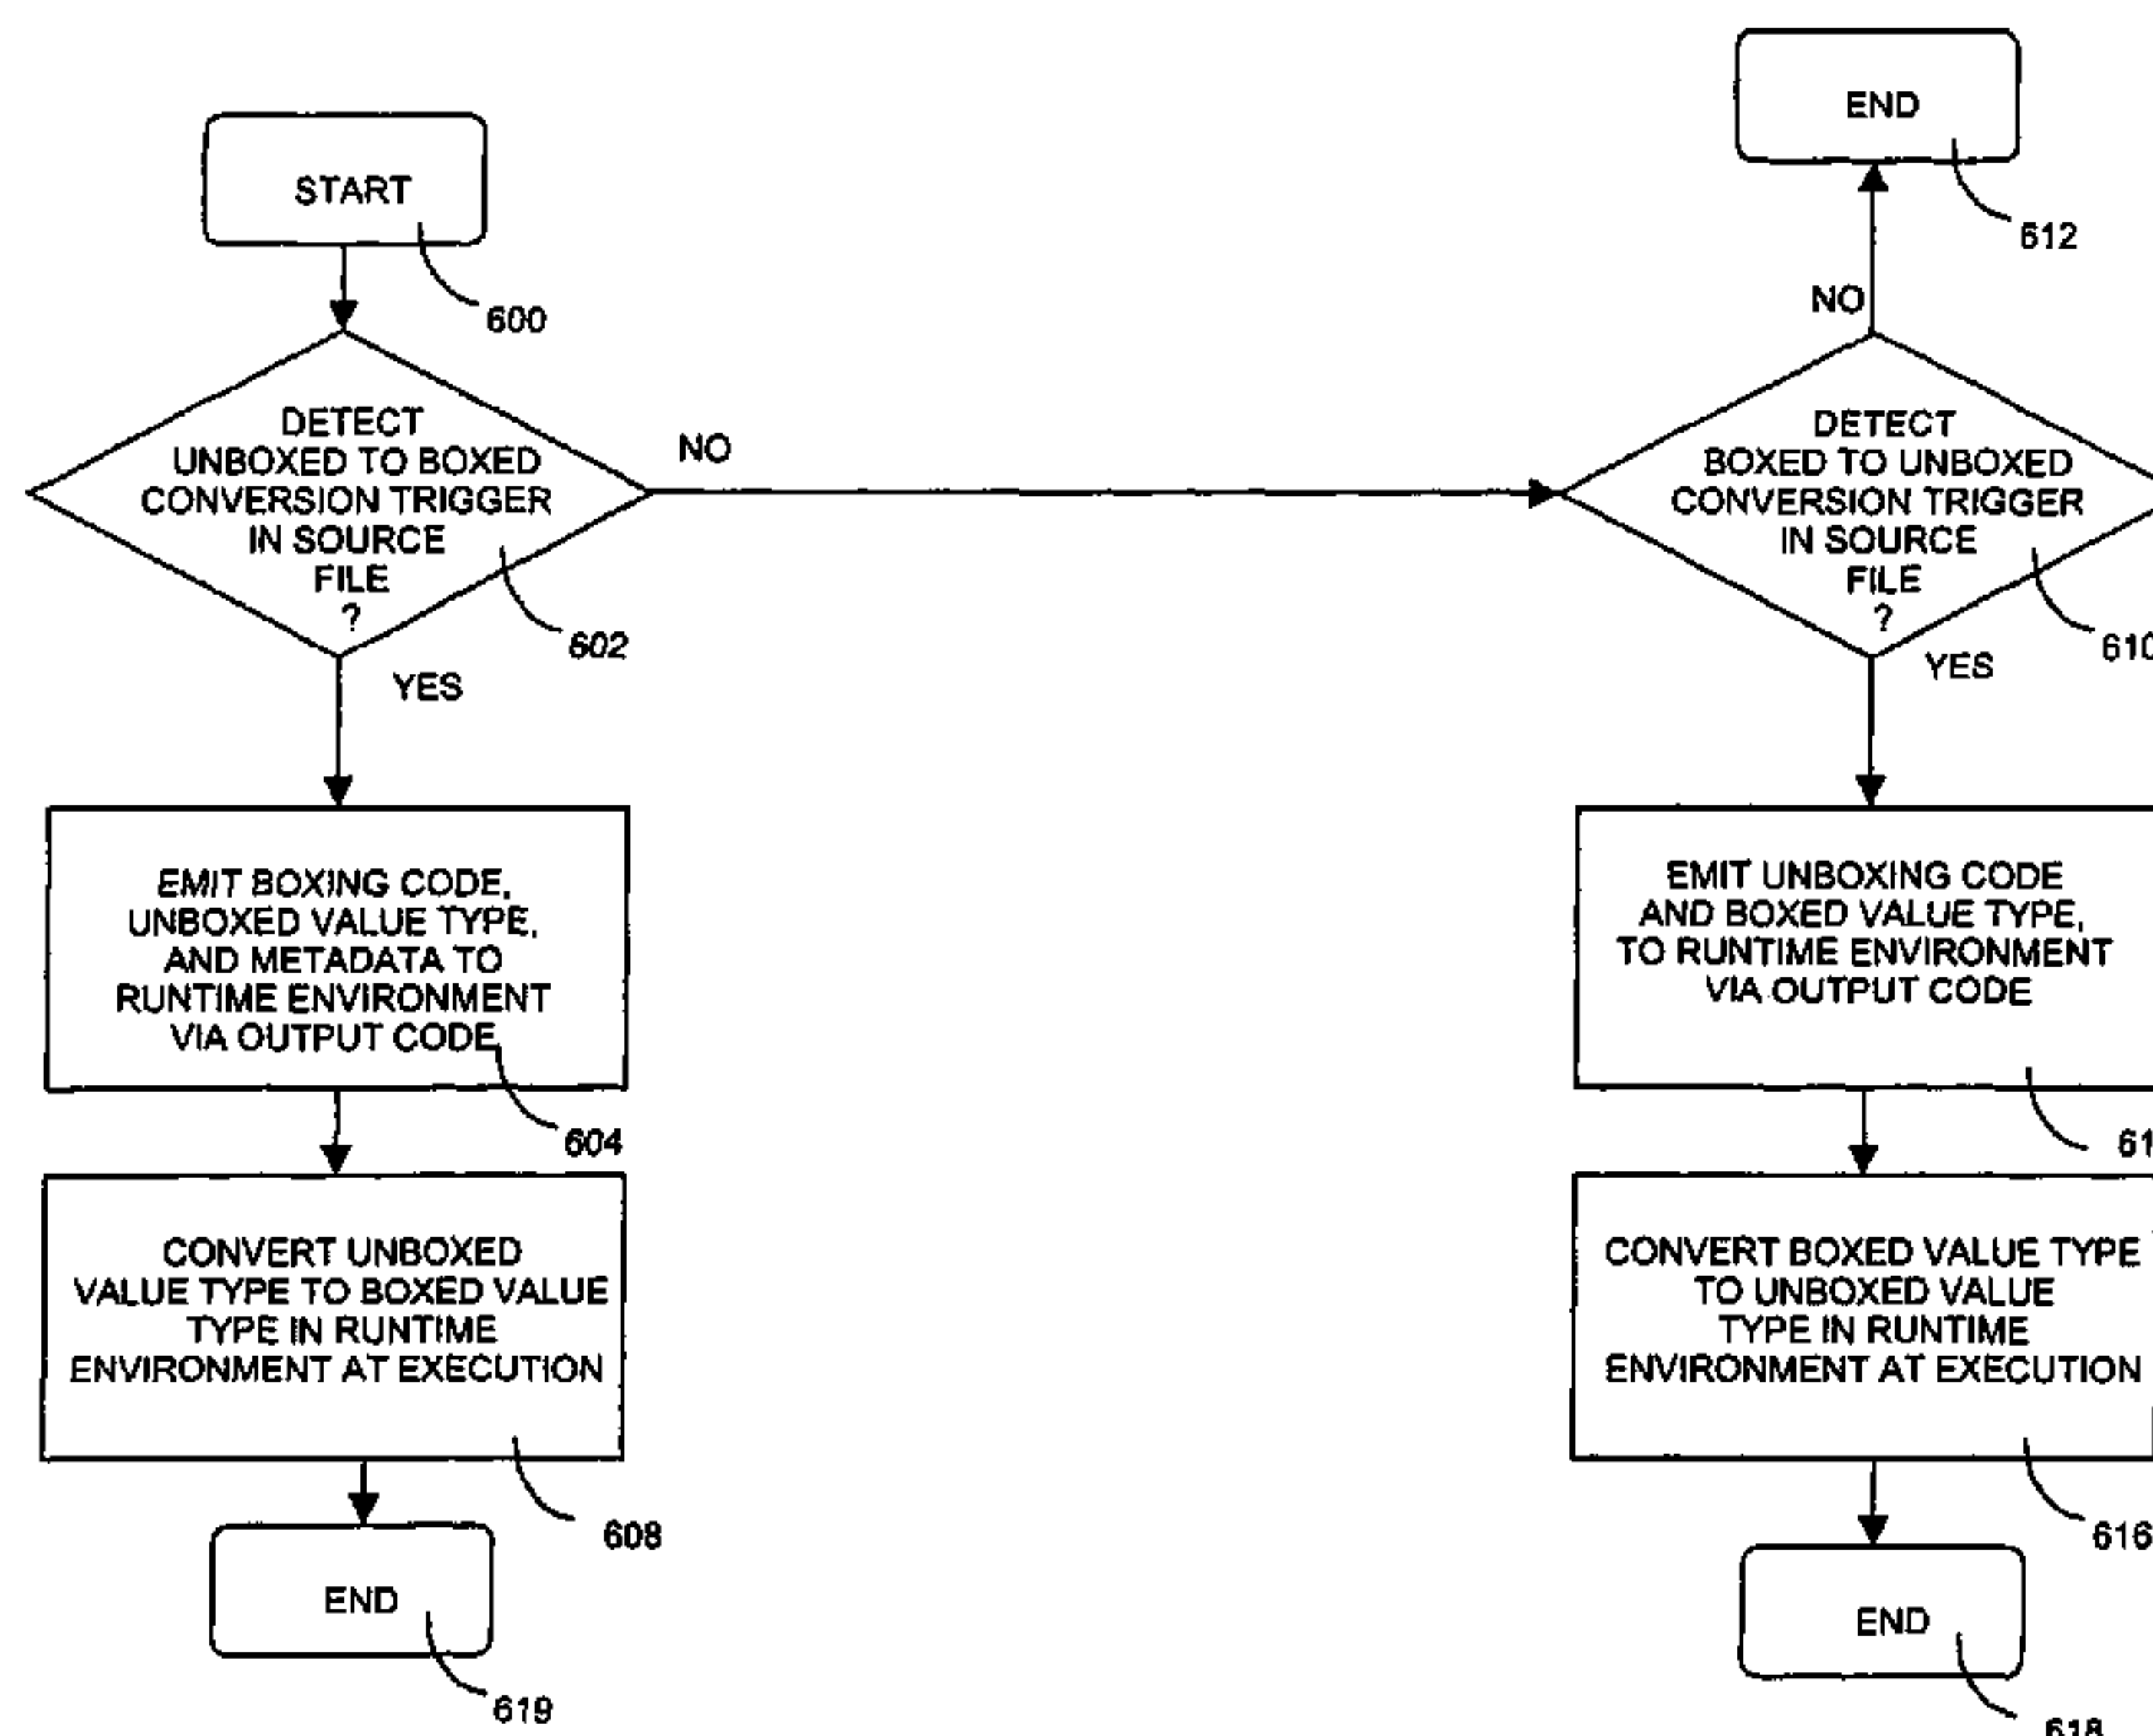 START
600
DETECT
UNBOXED TO BOXED
CONVERSION TRIGGER
IN SOURCE
FILE
?
602
NO
YES
EMIT BOXING CODE,
UNBOXED VALUE TYPE,
AND METADATA TO
RUNTIME ENVIRONMENT
VIA OUTPUT CODE
604
CONVERT UNBOXED
VALUE TYPE TO BOXED VALUE
TYPE IN RUNTIME
ENVIRONMENT AT EXECUTION
608
END
619
END
612
NO
DETECT
BOXED TO UNBOXED
CONVERSION TRIGGER
IN SOURCE
FILE
?
610
YES
EMIT UNBOXING CODE
AND BOXED VALUE TYPE,
TO RUNTIME ENVIRONMENT
VIA OUTPUT CODE
CONVERT BOXED VALUE TYPE
TO UNBOXED VALUE
TYPE IN RUNTIME
ENVIRONMENT AT EXECUTION
616
END
618